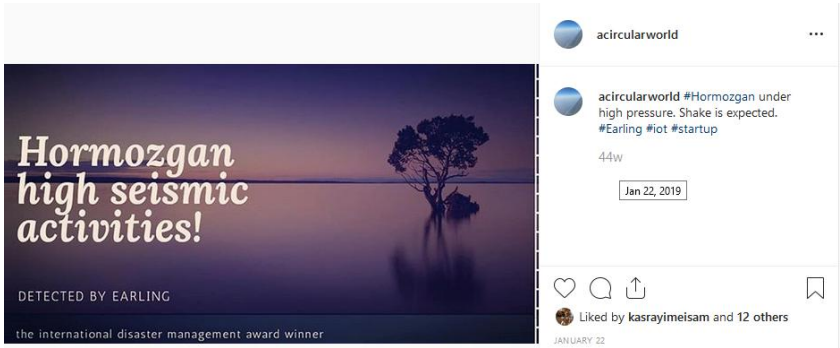 Hormozgan
high seismic
activities!
DETECTED BY EARLING
the international disaster management award winner
acircularworld
acircularworld #Hormozgan under
high pressure. Shake is expected.
#Earling #iot #startup
44w
Jan 22, 2019
Liked by kasrayimeisam and 12 others
JANUARY 22